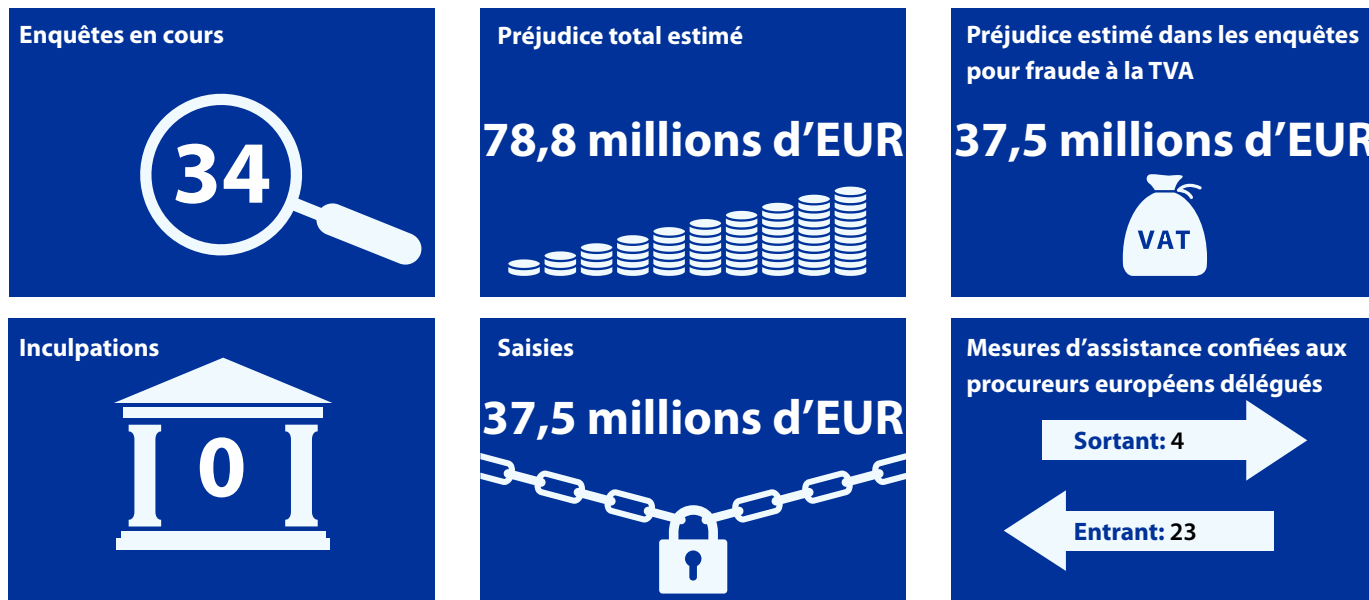 Enquêtes en cours
34
Préjudice total estimé
78,8 millions d’EUR
Préjudice estimé dans les enquêtes
pour fraude à la TVA
37,5 millions d’EUR
VAT
Inculpations
0
Saisies
37,5 millions d’EUR
Mesures d’assistance confiées aux
procureurs européens délégués
Sortant: 4
Entrant: 23